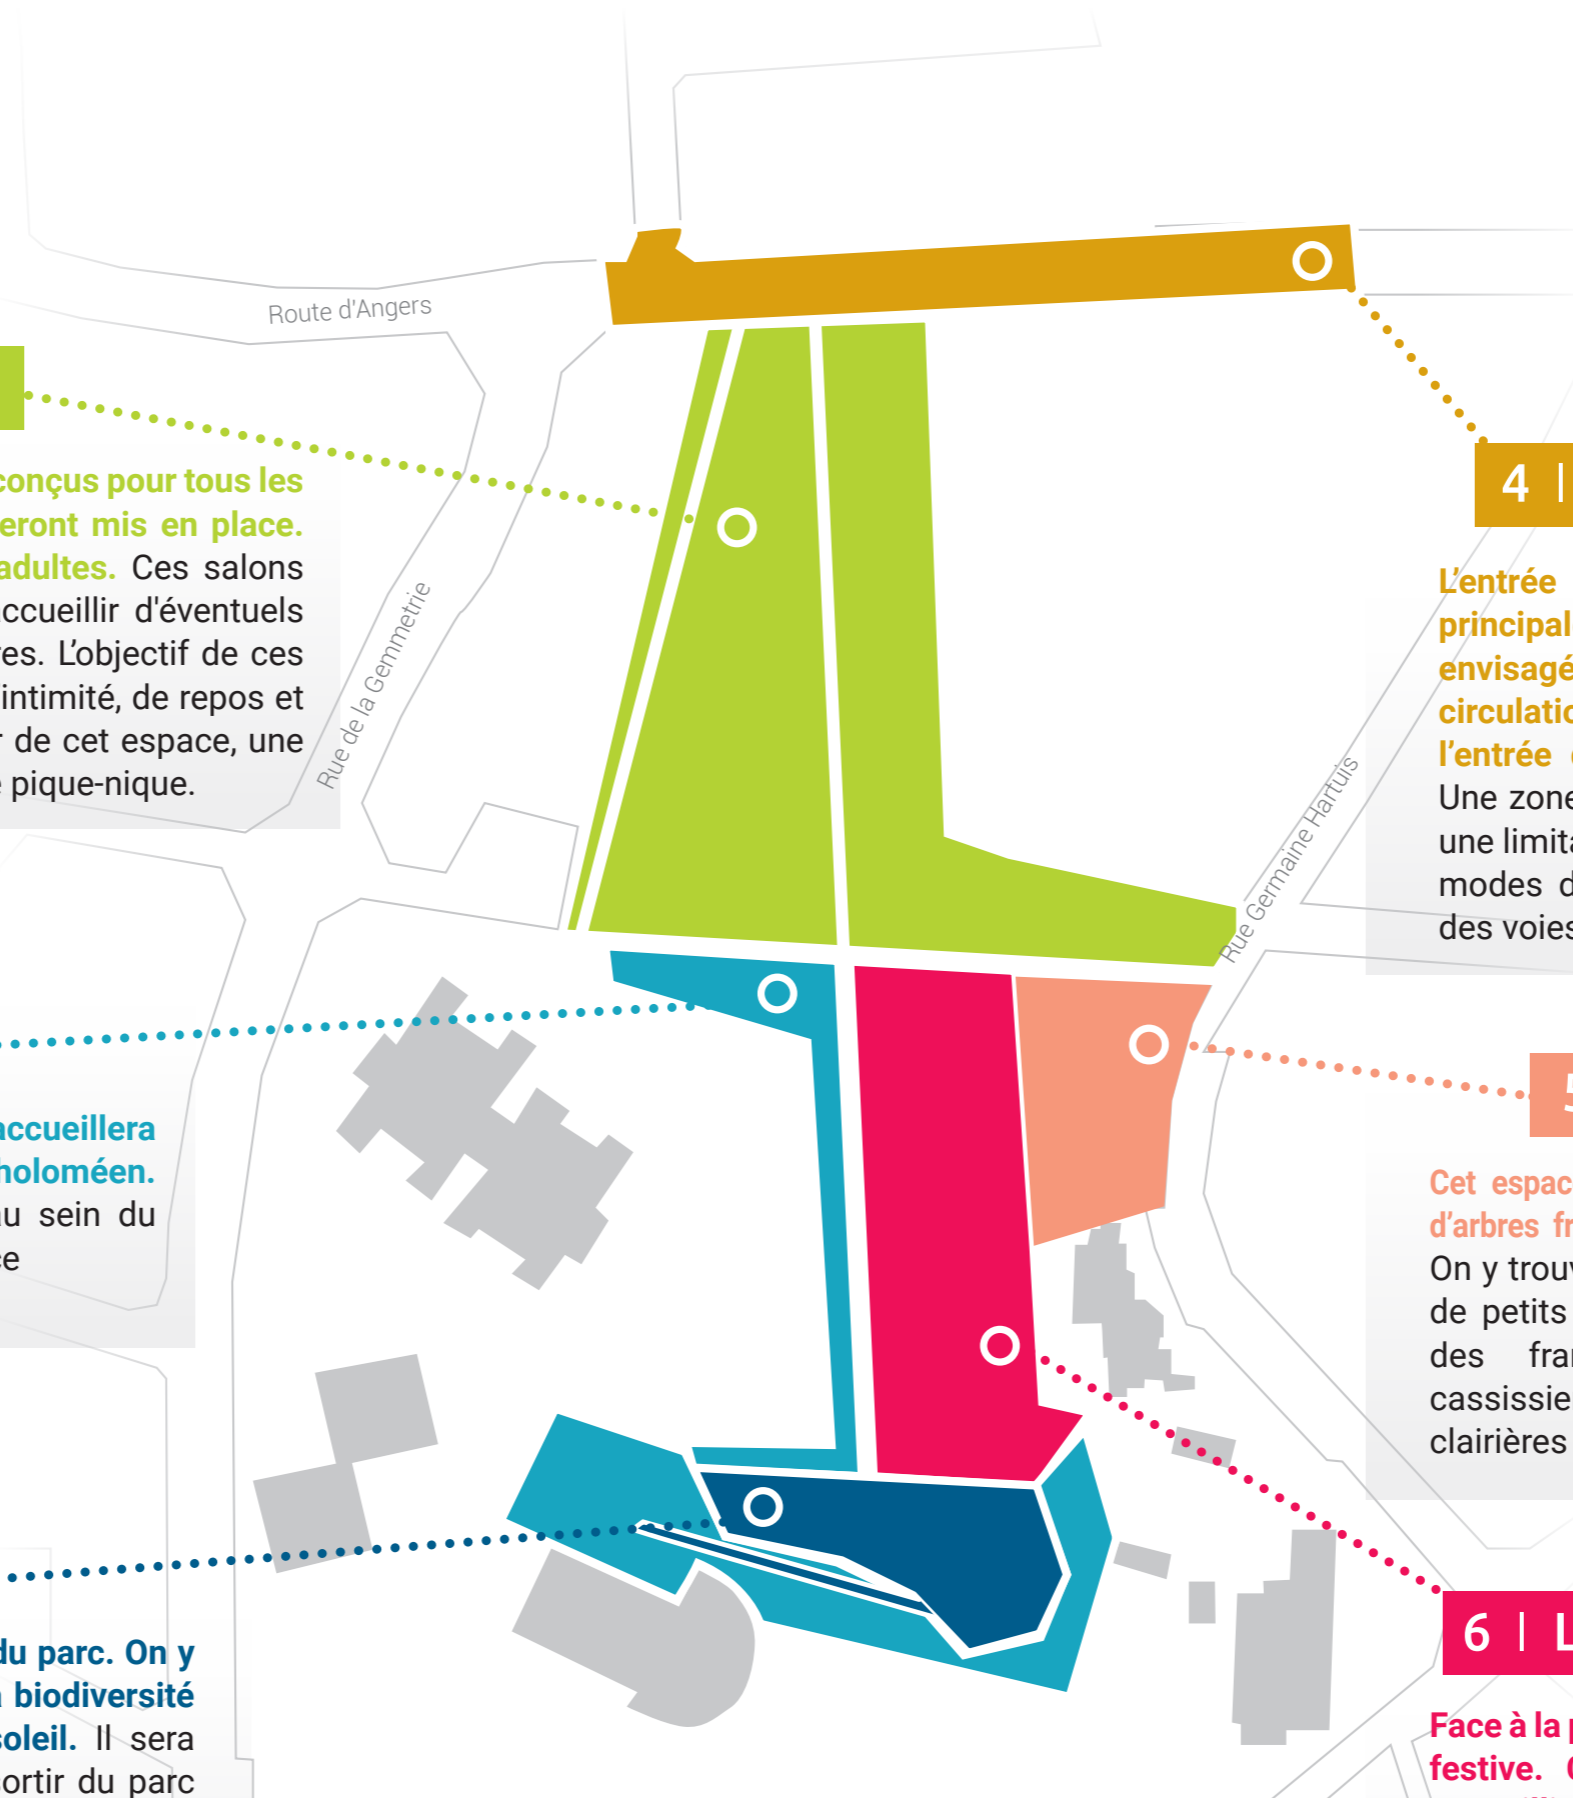 Route d'Angers
conçus pour tous les
eront mis en place.
adultes. Ces salons
accueillir d'éventuels
res. L'objectif de ces
'intimité, de repos et
r de cet espace, une
pique-nique.
Rue de la Gemmetrie
4 |
L'entrée
principal
envisagé
circulatio
l'entrée
Une zone
une limita
modes d
des voies
Rue Germaine Hartuis
accueillera
holoméen.
au sein du
ce
5
Cet espac
d'arbres fr
On y trouv
de petits
des fran
cassissie
clairières
du parc. On y
biodiversité
soleil. Il sera
sortir du parc
6 | L
Face à la p
festive.